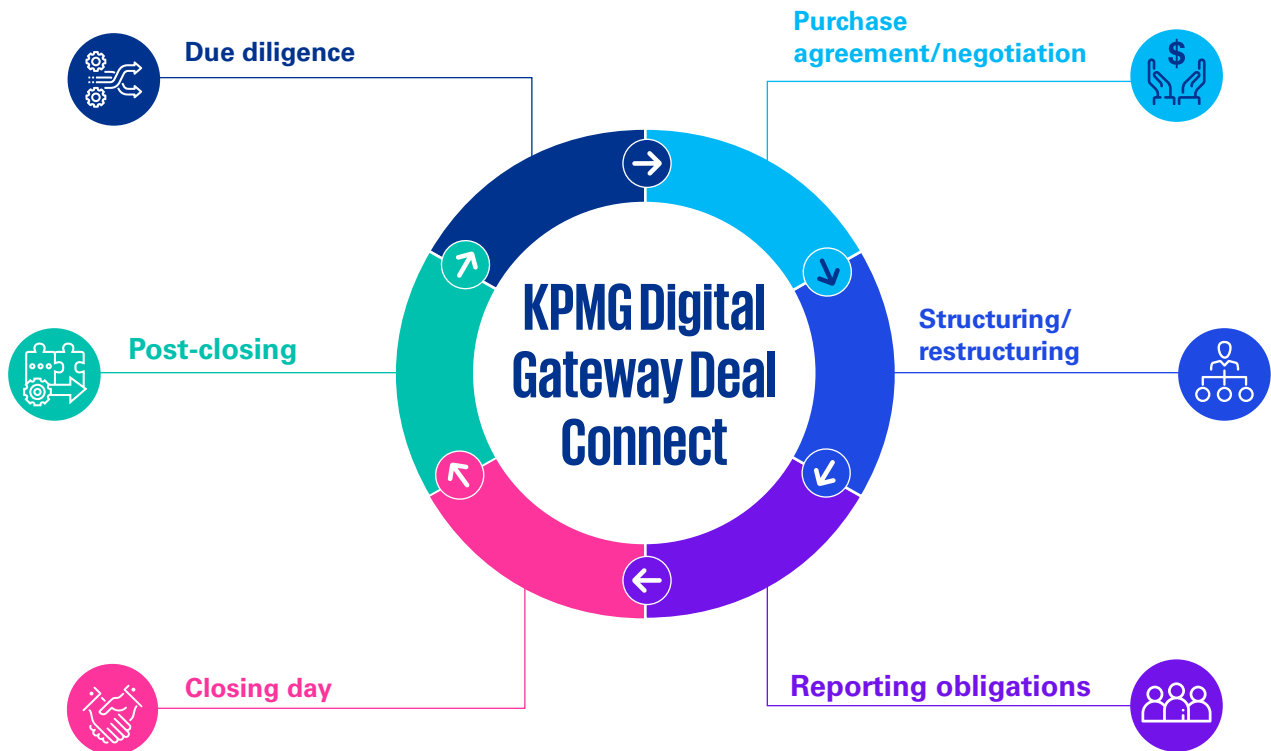 Due diligence
Purchase
agreement/negotiation
$
KPMG Digital
Gateway Deal
Connect
Structuring/
restructuring
Post-closing
Closing day
Reporting obligations